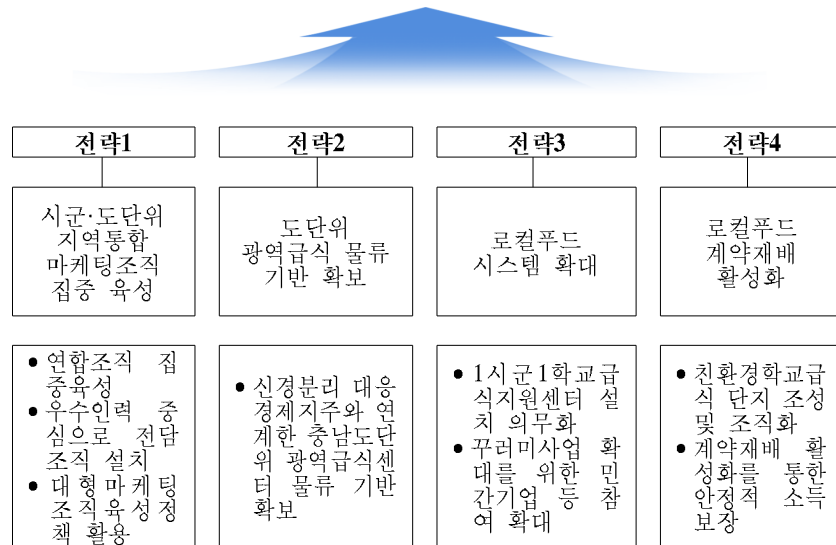 전략1
시군·도단위
지역통합
마케팅조직
집중 육성
• 연합조직 집
중육성
• 우수인력 중
심으로 전담
조직 설치
• 대형마케팅
조직육성정
책 활용
전략2
도단위
광역급식 물류
기반 확보
• 신경분리 대응
경제지주와 연
계한 충남도단
위 광역급식센
터 물류 기반
확보
전략3
로컬푸드
시스템 확대
• 1시군1학교급
식지원센터 설
치 의무화
• 꾸러미사업 확
대를 위한 민
간기업 등 참
여 확대
전략4
로컬푸드
계약재배
활성화
• 친환경학교급
식 단지 조성
및 조직화
• 계약재배 활
성화를 통한
안정적 소득
보장